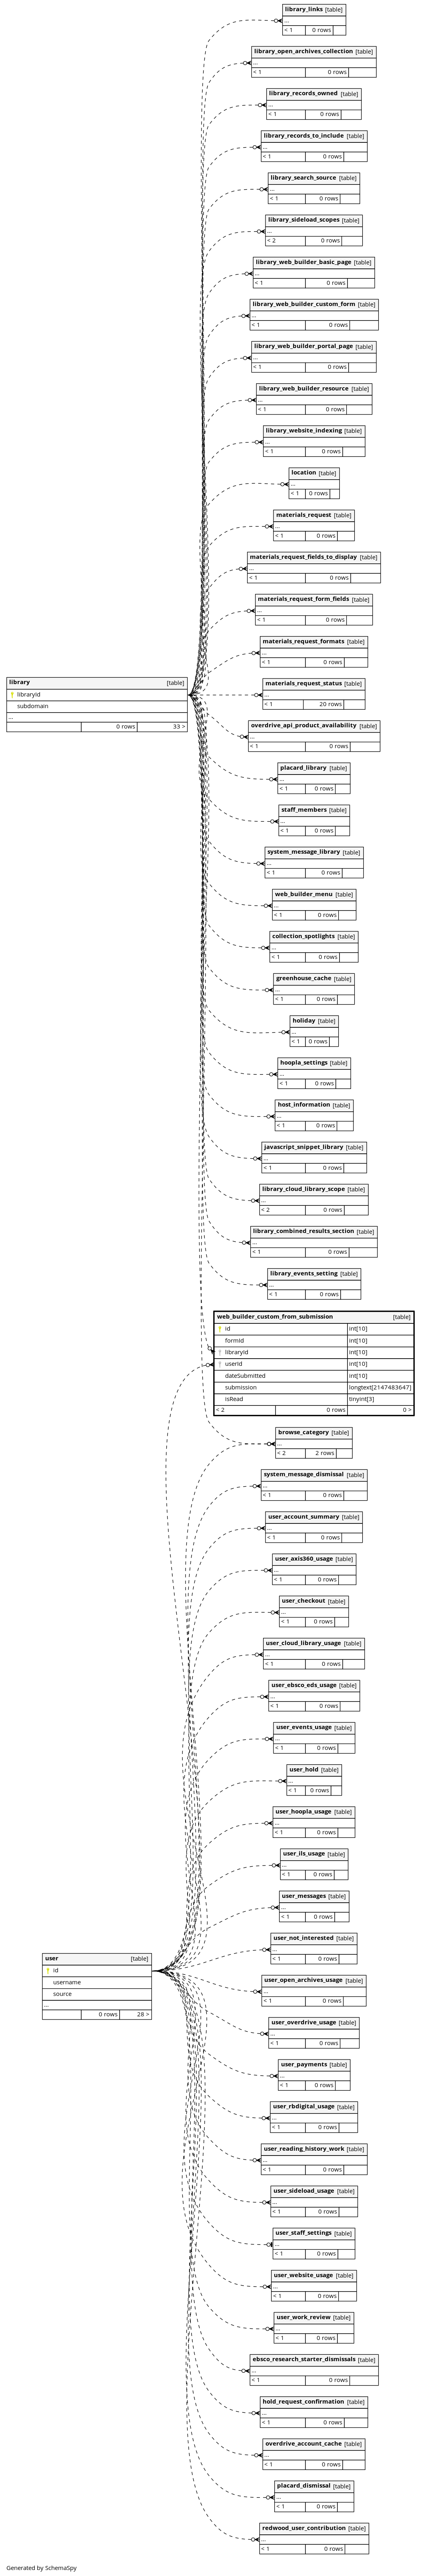 library_links [table]
...
< 1 0 rows
library_open_archives_collection [table]
...
< 1 0 rows
library_records_owned [table]
...
< 1 0 rows
library_records_to_include [table]
...
< 1 0 rows
library_search_source [table]
...
< 1 0 rows
library_sideload_scopes [table]
...
< 2 0 rows
library_web_builder_basic_page [table]
...
< 1 0 rows
library_web_builder_custom_form [table]
...
< 1 0 rows
library_web_builder_portal_page [table]
...
< 1 0 rows
library_web_builder_resource [table]
...
< 1 0 rows
library_website_indexing [table]
...
< 1 0 rows
location [table]
...
< 1 0 rows
materials_request [table]
...
< 1 0 rows
materials_request_fields_to_display [table]
...
< 1 0 rows
materials_request_form_fields [table]
...
< 1 0 rows
materials_request_formats [table]
...
< 1 0 rows
library [table]
libraryId
subdomain
...
0 rows 33 >
materials_request_status [table]
...
< 1 20 rows
overdrive_api_product_availability [table]
...
< 1 0 rows
placard_library [table]
...
< 1 0 rows
staff_members [table]
...
< 1 0 rows
system_message_library [table]
...
< 1 0 rows
web_builder_menu [table]
...
< 1 0 rows
collection_spotlights [table]
...
< 1 0 rows
greenhouse_cache [table]
...
< 1 0 rows
holiday [table]
...
< 1 0 rows
hoopla_settings [table]
...
< 1 0 rows
host_information [table]
...
< 1 0 rows
javascript_snippet_library [table]
...
< 1 0 rows
library_cloud_library_scope [table]
...
< 2 0 rows
library_combined_results_section [table]
...
< 1 0 rows
library_events_setting [table]
...
< 1 0 rows
web_builder_custom_from_submission [table]
id int[10]
formId int[10]
libraryId int[10]
userId int[10]
dateSubmitted int[10]
submission longtext[2147483647]
isRead tinyint[3]
< 2 0 rows 0 >
browse_category [table]
...
< 2 2 rows
system_message_dismissal [table]
...
< 1 0 rows
user_account_summary [table]
...
< 1 0 rows
user_axis360_usage [table]
...
< 1 0 rows
user_checkout [table]
...
< 1 0 rows
user_cloud_library_usage [table]
...
< 1 0 rows
user_ebsco_eds_usage [table]
...
< 1 0 rows
user_events_usage [table]
...
< 1 0 rows
user_hold [table]
...
< 1 0 rows
user_hoopla_usage [table]
...
< 1 0 rows
user_ils_usage [table]
...
< 1 0 rows
user_messages [table]
...
< 1 0 rows
user_not_interested [table]
...
< 1 0 rows
user [table]
id
username
source
...
0 rows 28 >
user_open_archives_usage [table]
...
< 1 0 rows
user_overdrive_usage [table]
...
< 1 0 rows
user_payments [table]
...
< 1 0 rows
user_rbdigital_usage [table]
...
< 1 0 rows
user_reading_history_work [table]
...
< 1 0 rows
user_sideload_usage [table]
...
< 1 0 rows
user_staff_settings [table]
...
< 1 0 rows
user_website_usage [table]
...
< 1 0 rows
user_work_review [table]
...
< 1 0 rows
ebsco_research_starter_dismissals [table]
...
< 1 0 rows
hold_request_confirmation [table]
...
< 1 0 rows
overdrive_account_cache [table]
...
< 1 0 rows
placard_dismissal [table]
...
< 1 0 rows
redwood_user_contribution [table]
...
< 1 0 rows
Generated by SchemaSpy